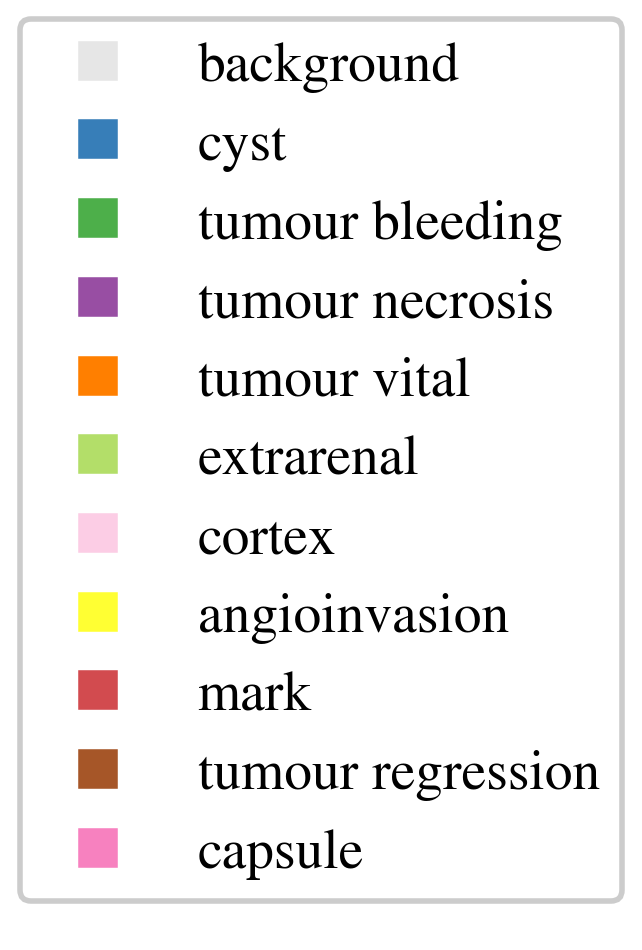 background
cyst
tumour bleeding
tumour necrosis
tumour vital
extrarenal
cortex
angioinvasion
mark
tumour regression
capsule